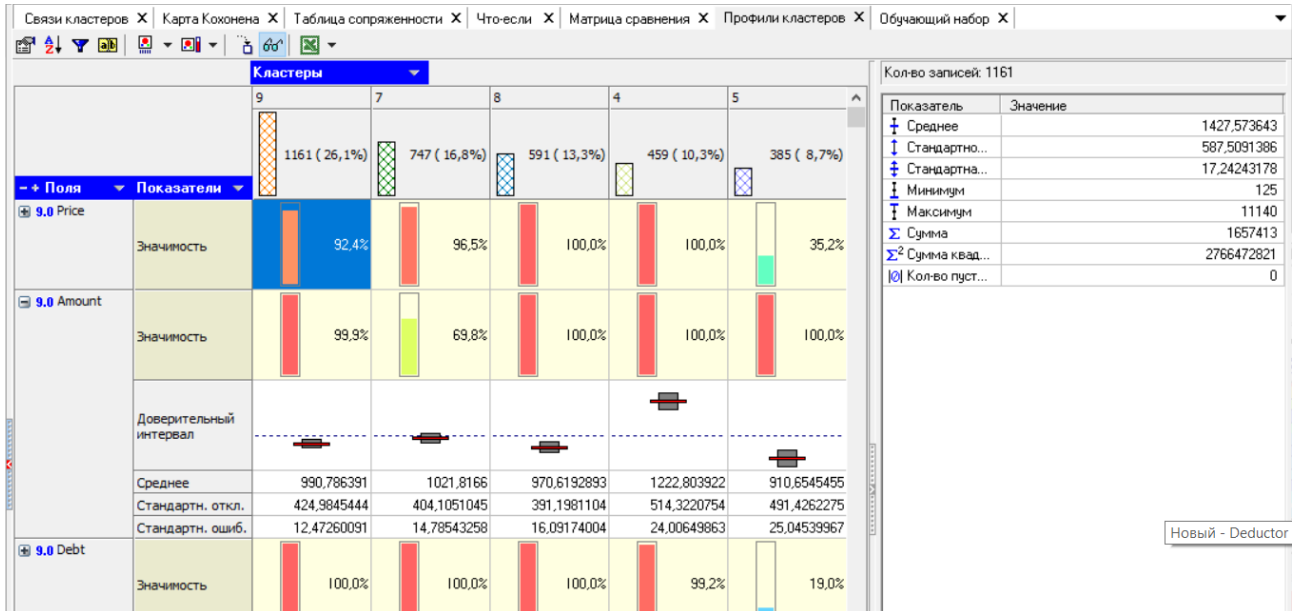 Связи кластеров X Карта Кохонена X Таблица сопряженности X Что-если X Матрица сравнения X Профили кластеров X Обучающий набор X
Кластеры
Кол-во записей: 1161
9 7 8 4 5
Показатель Значение
1161 ( 26,1%) 747 ( 16,8%) 591 ( 13,3%) 459 ( 10,3%) 385 ( 8,7%)
Среднее 1427,573643
Стандартно... 587,5091386
Стандартна... 17,24243178
Минимум 125
Максимум 11140
Сумма 1657413
Сумма квад... 2766472821
Кол-во пуст... 0
Поля Показатели
9.0 Price
Значимость 92,4% 96,5% 100,0% 100,0% 35,2%
9.0 Amount
Значимость 99,9% 69,8% 100,0% 100,0% 100,0%
Доверительный
интервал
Среднее 990,786391 1021,8166 970,6192893 1222,803922 910,6545455
Стандартн. откл. 424,9845444 404,1051045 391,1981104 514,3220754 491,4262275
Стандартн. ошиб. 12,47260091 14,78543258 16,09174004 24,00649863 25,04539967
Новый - Deductor
9.0 Debt
Значимость 100,0% 100,0% 100,0% 99,2% 19,0%